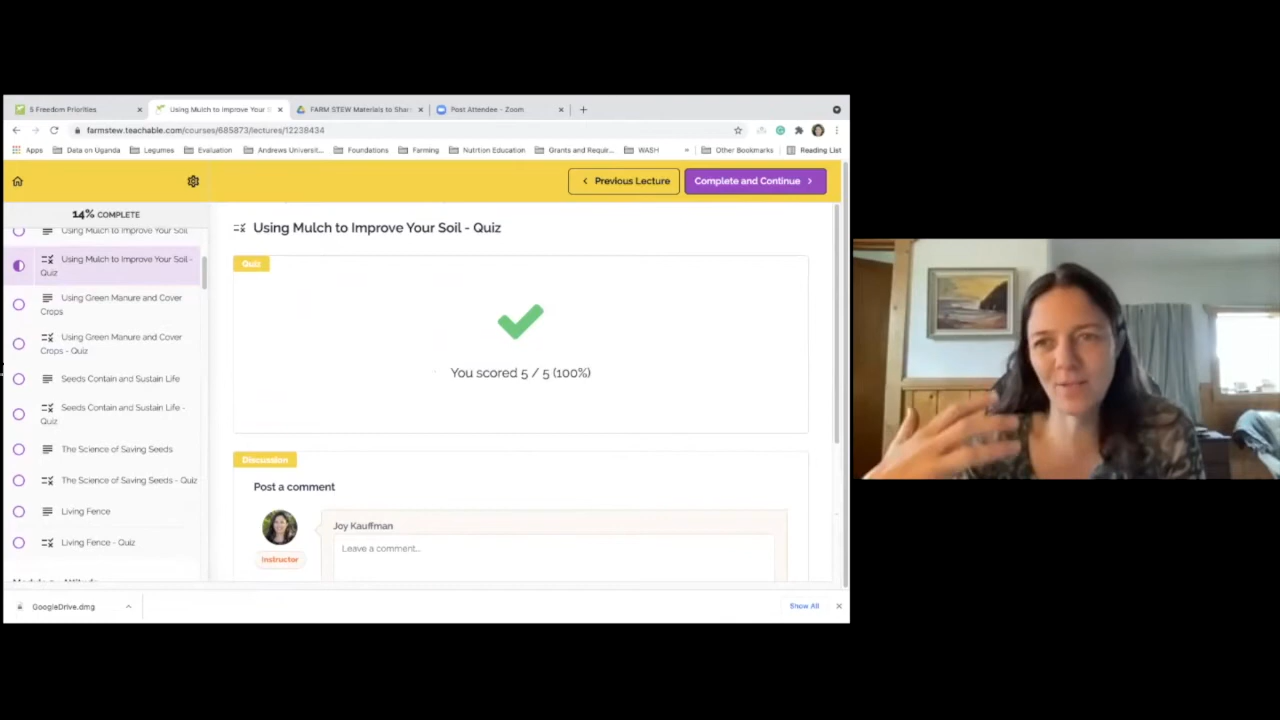 5 Freedom Priorities
Using Mulch to Improve Your S
FARM STEW Materials to Shar
Post Attendee - Zoom
farmstew.teachable.com/courses/685873/lectures/12238434
Apps
Data on Uganda
Legumes
Evaluation
Andrews Universit...
Foundations
Farming
Nutrtion Education
Grants and Requir...
WASH
»
Other Bookmarks
Reading List
Previous Lecture
Complete and Continue
14% COMPLETE
Using Mulch to Improve Your Soil
Using Mulch to Improve Your Soil -
Quiz
Using Green Manure and Cover
Crops
Using Green Manure and Cover
Crops - Quiz
Seeds Contain and Sustain Life
Seeds Contain and Sustain Life -
Quiz
The Science of Saving Seeds
The Science of Saving Seeds - Quiz
Living Fence
Living Fence - Quiz
Using Mulch to Improve Your Soil - Quiz
Quiz
You scored 5 / 5 (100%)
Discussion
Post a comment
Joy Kauffman
Leave a comment...
Instructor
GoogleDrive.dmg
Show All